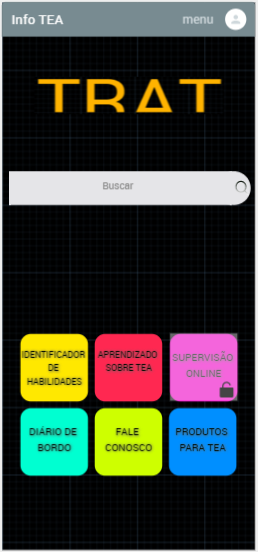 Info TEA
menu
TRAT
Buscar
IDENTIFICADOR
DE
HABILIDADES
APRENDIZADO
SOBRE TEA
SUPERVISÃO
ONLINE
DIÁRIO DE
BORDO
FALE
CONOSCO
PRODUTOS
PARA TEA